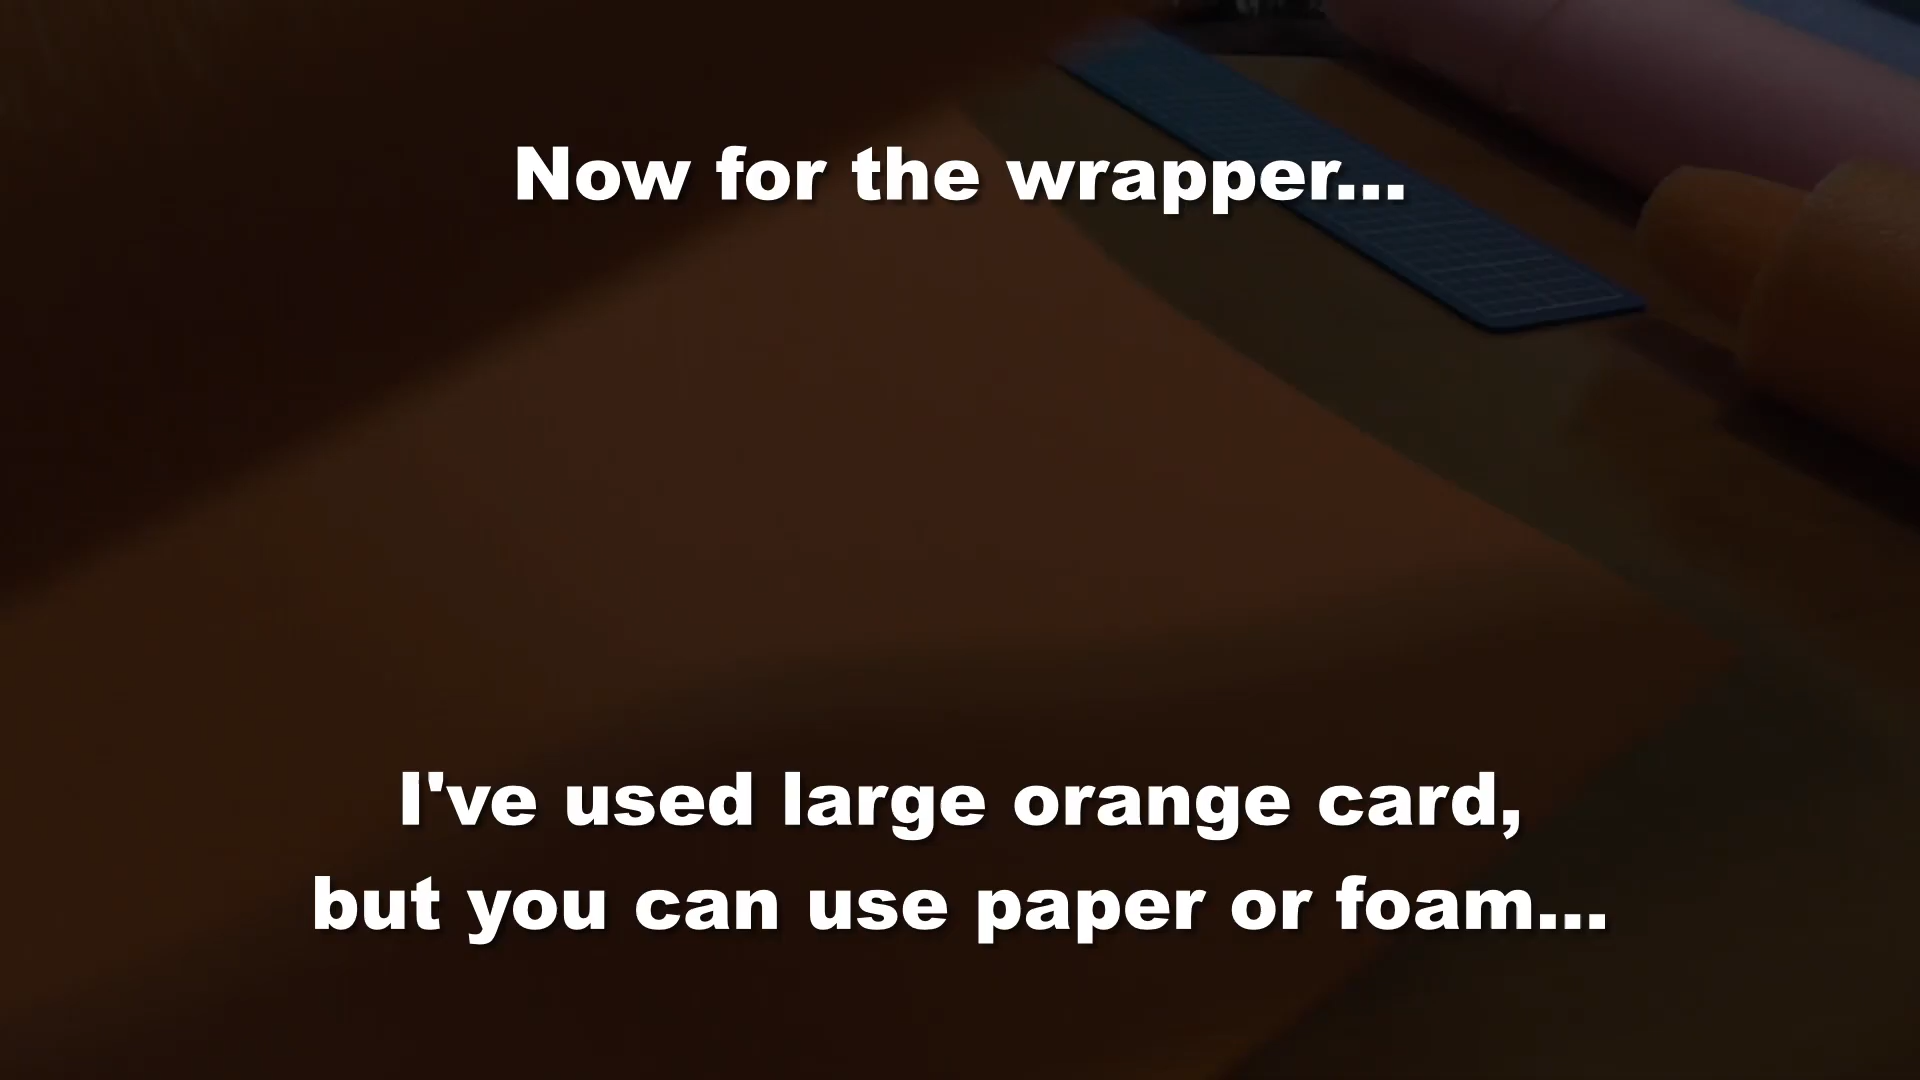 Now for the wrapper...
I've used large orange card,
but you can use paper or foam...